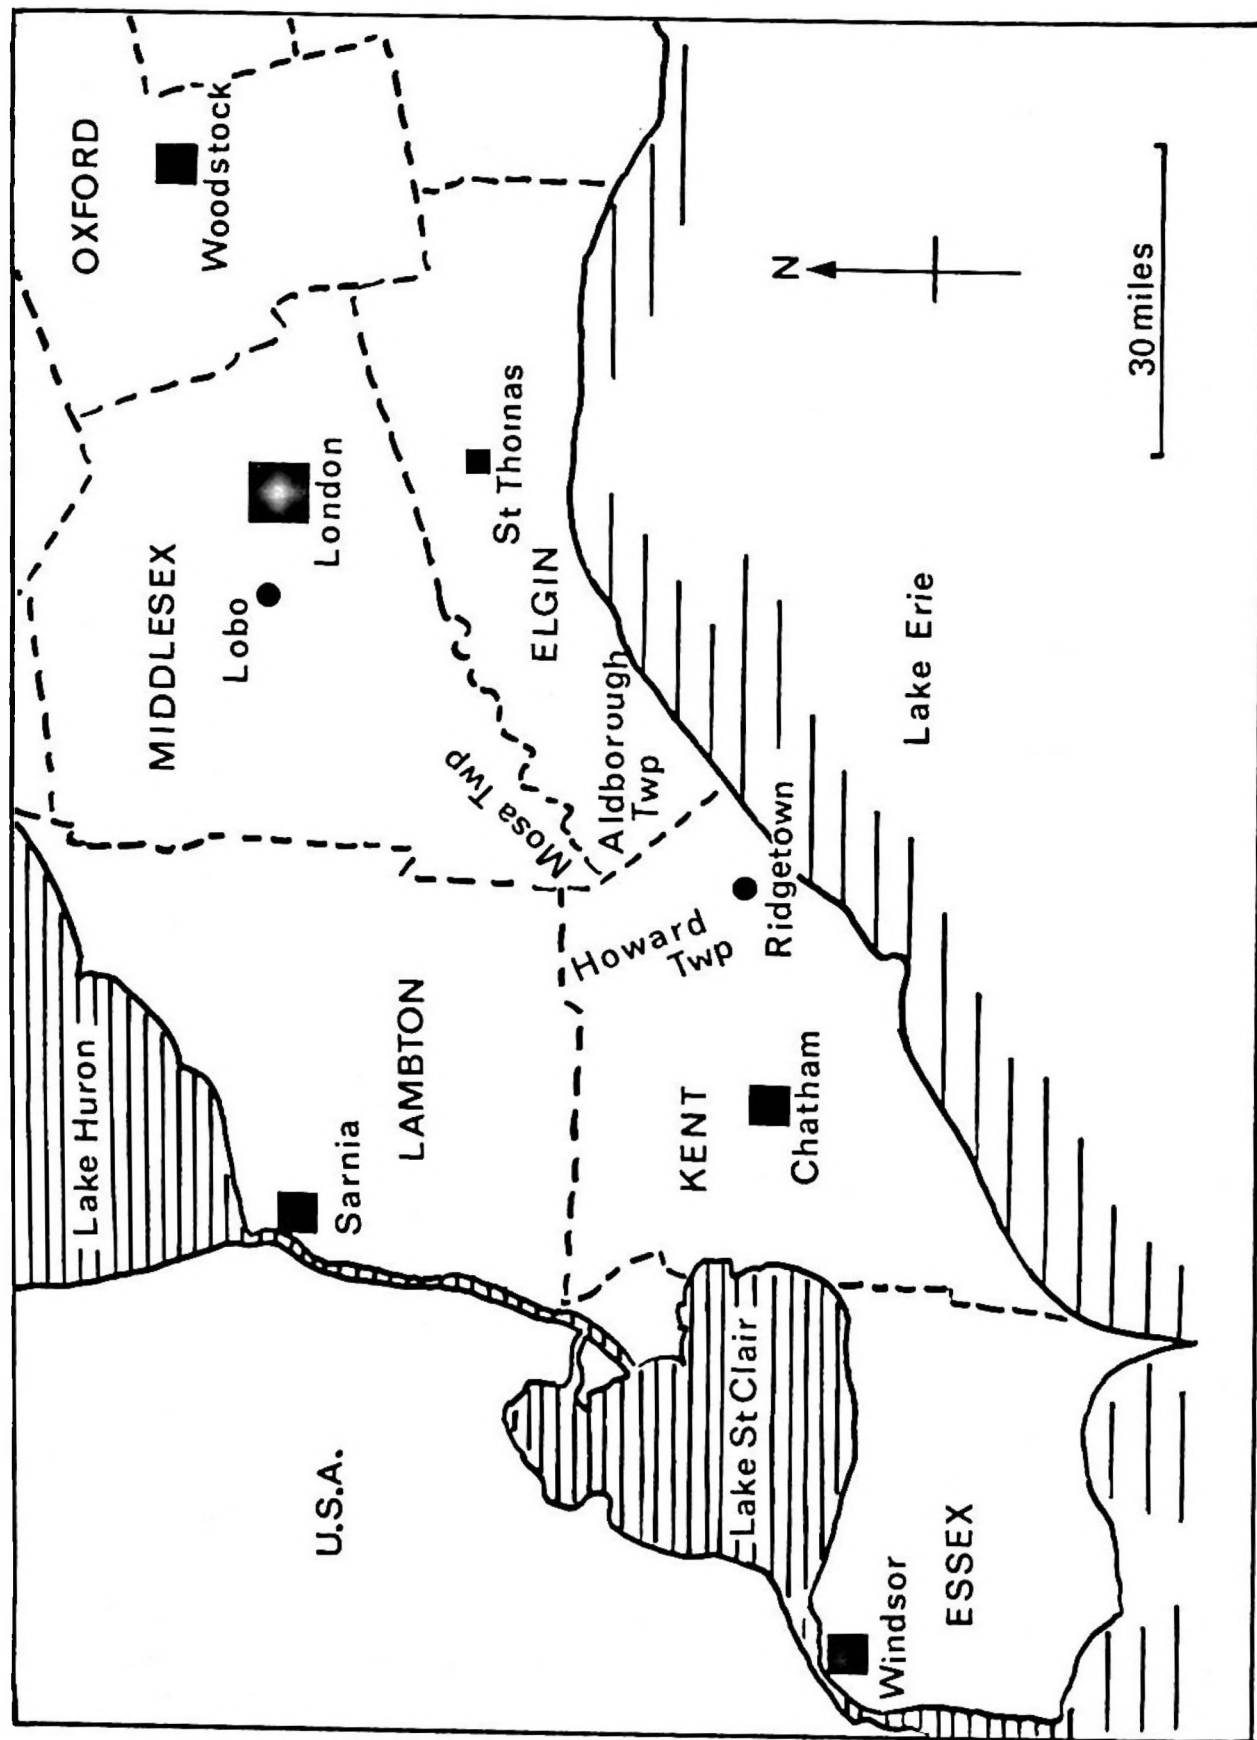 Lake Huron
OXFORD
Woodstock
MIDDLESEX
Lobo
London
U.S.A.
Sarnia
LAMBTON
St Thomas
ELGIN
Mosa Twp
Aldborough
Twp
Howard
Twp
Ridgetown
KENT
Chatham
Lake St Clair
Windsor
ESSEX
Lake Erie
N
30 miles